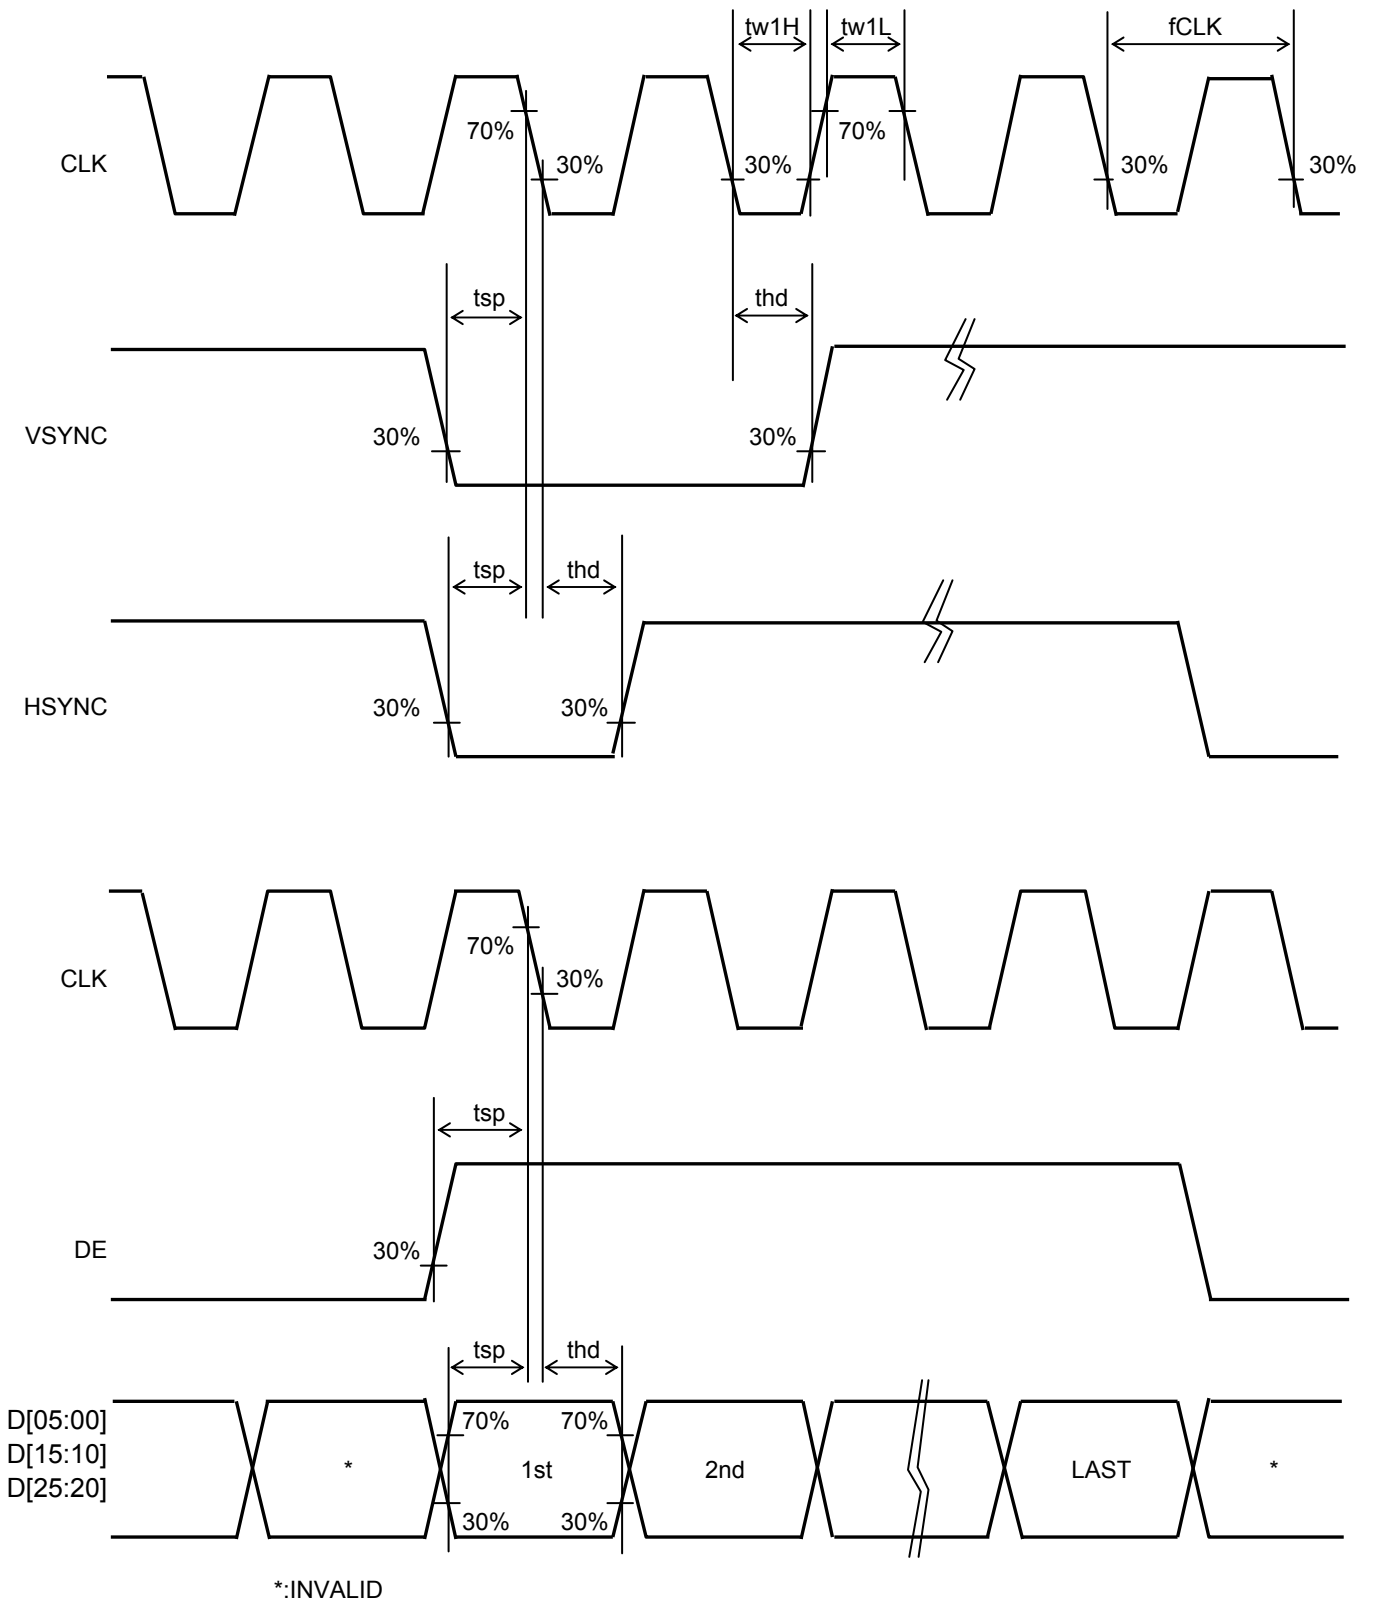 tw1H tw1L fCLK
70% 70%
CLK 30% 30% 30% 30%
tsp thd
VSYNC 30% 30%
tsp thd
HSYNC 30% 30%
70%
CLK 30%
tsp
DE 30%
tsp thd
D[05:00] 70% 70%
D[15:10] * 1st 2nd LAST *
D[25:20]
30% 30%
*:INVALID